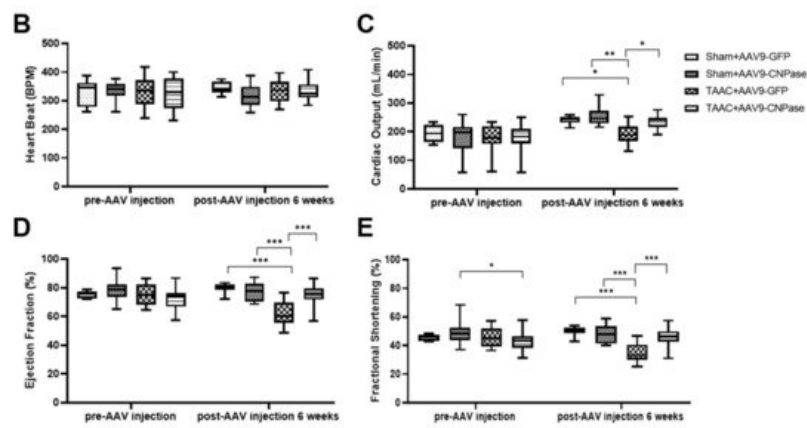 B
Heart Beat (BPM)
500
400
300
200
100
0
pre-AAV injection
post-AAV injection 6 weeks
C
Cardiac Output (mL/min)
500
400
300
200
100
0
*
**
*
pre-AAV injection
post-AAV injection 6 weeks
Sham+AAV9-GFP
Sham+AAV9-CNPase
TAAC+AAV9-GFP
TAAC+AAV9-CNPase
D
Ejection Fraction (%)
120
100
80
60
40
20
0
***
***
***
pre-AAV injection
post-AAV injection 6 weeks
E
Fractional Shortening (%)
100
80
60
40
20
0
*
***
***
***
pre-AAV injection
post-AAV injection 6 weeks